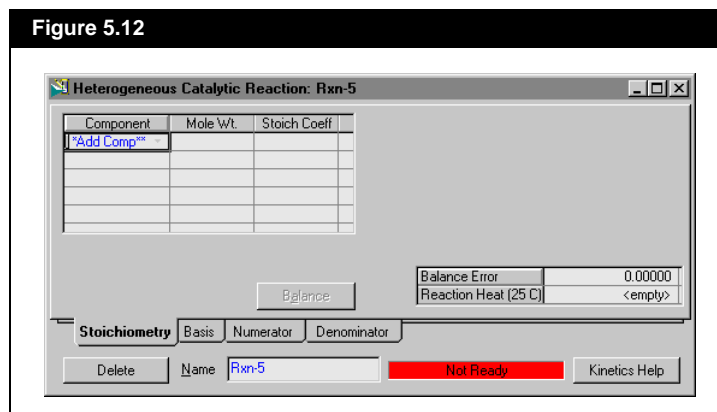 Figure 5.12
Heterogeneous Catalytic Reaction: Rxn-5
Component Mole Wt. Stoich Coeff
*Add Comp**
Balance
Balance Error 0.00000
Reaction Heat (25 C) <empty>
Stoichiometry Basis Numerator Denominator
Delete Name Rxn-5 Not Ready Kinetics Help